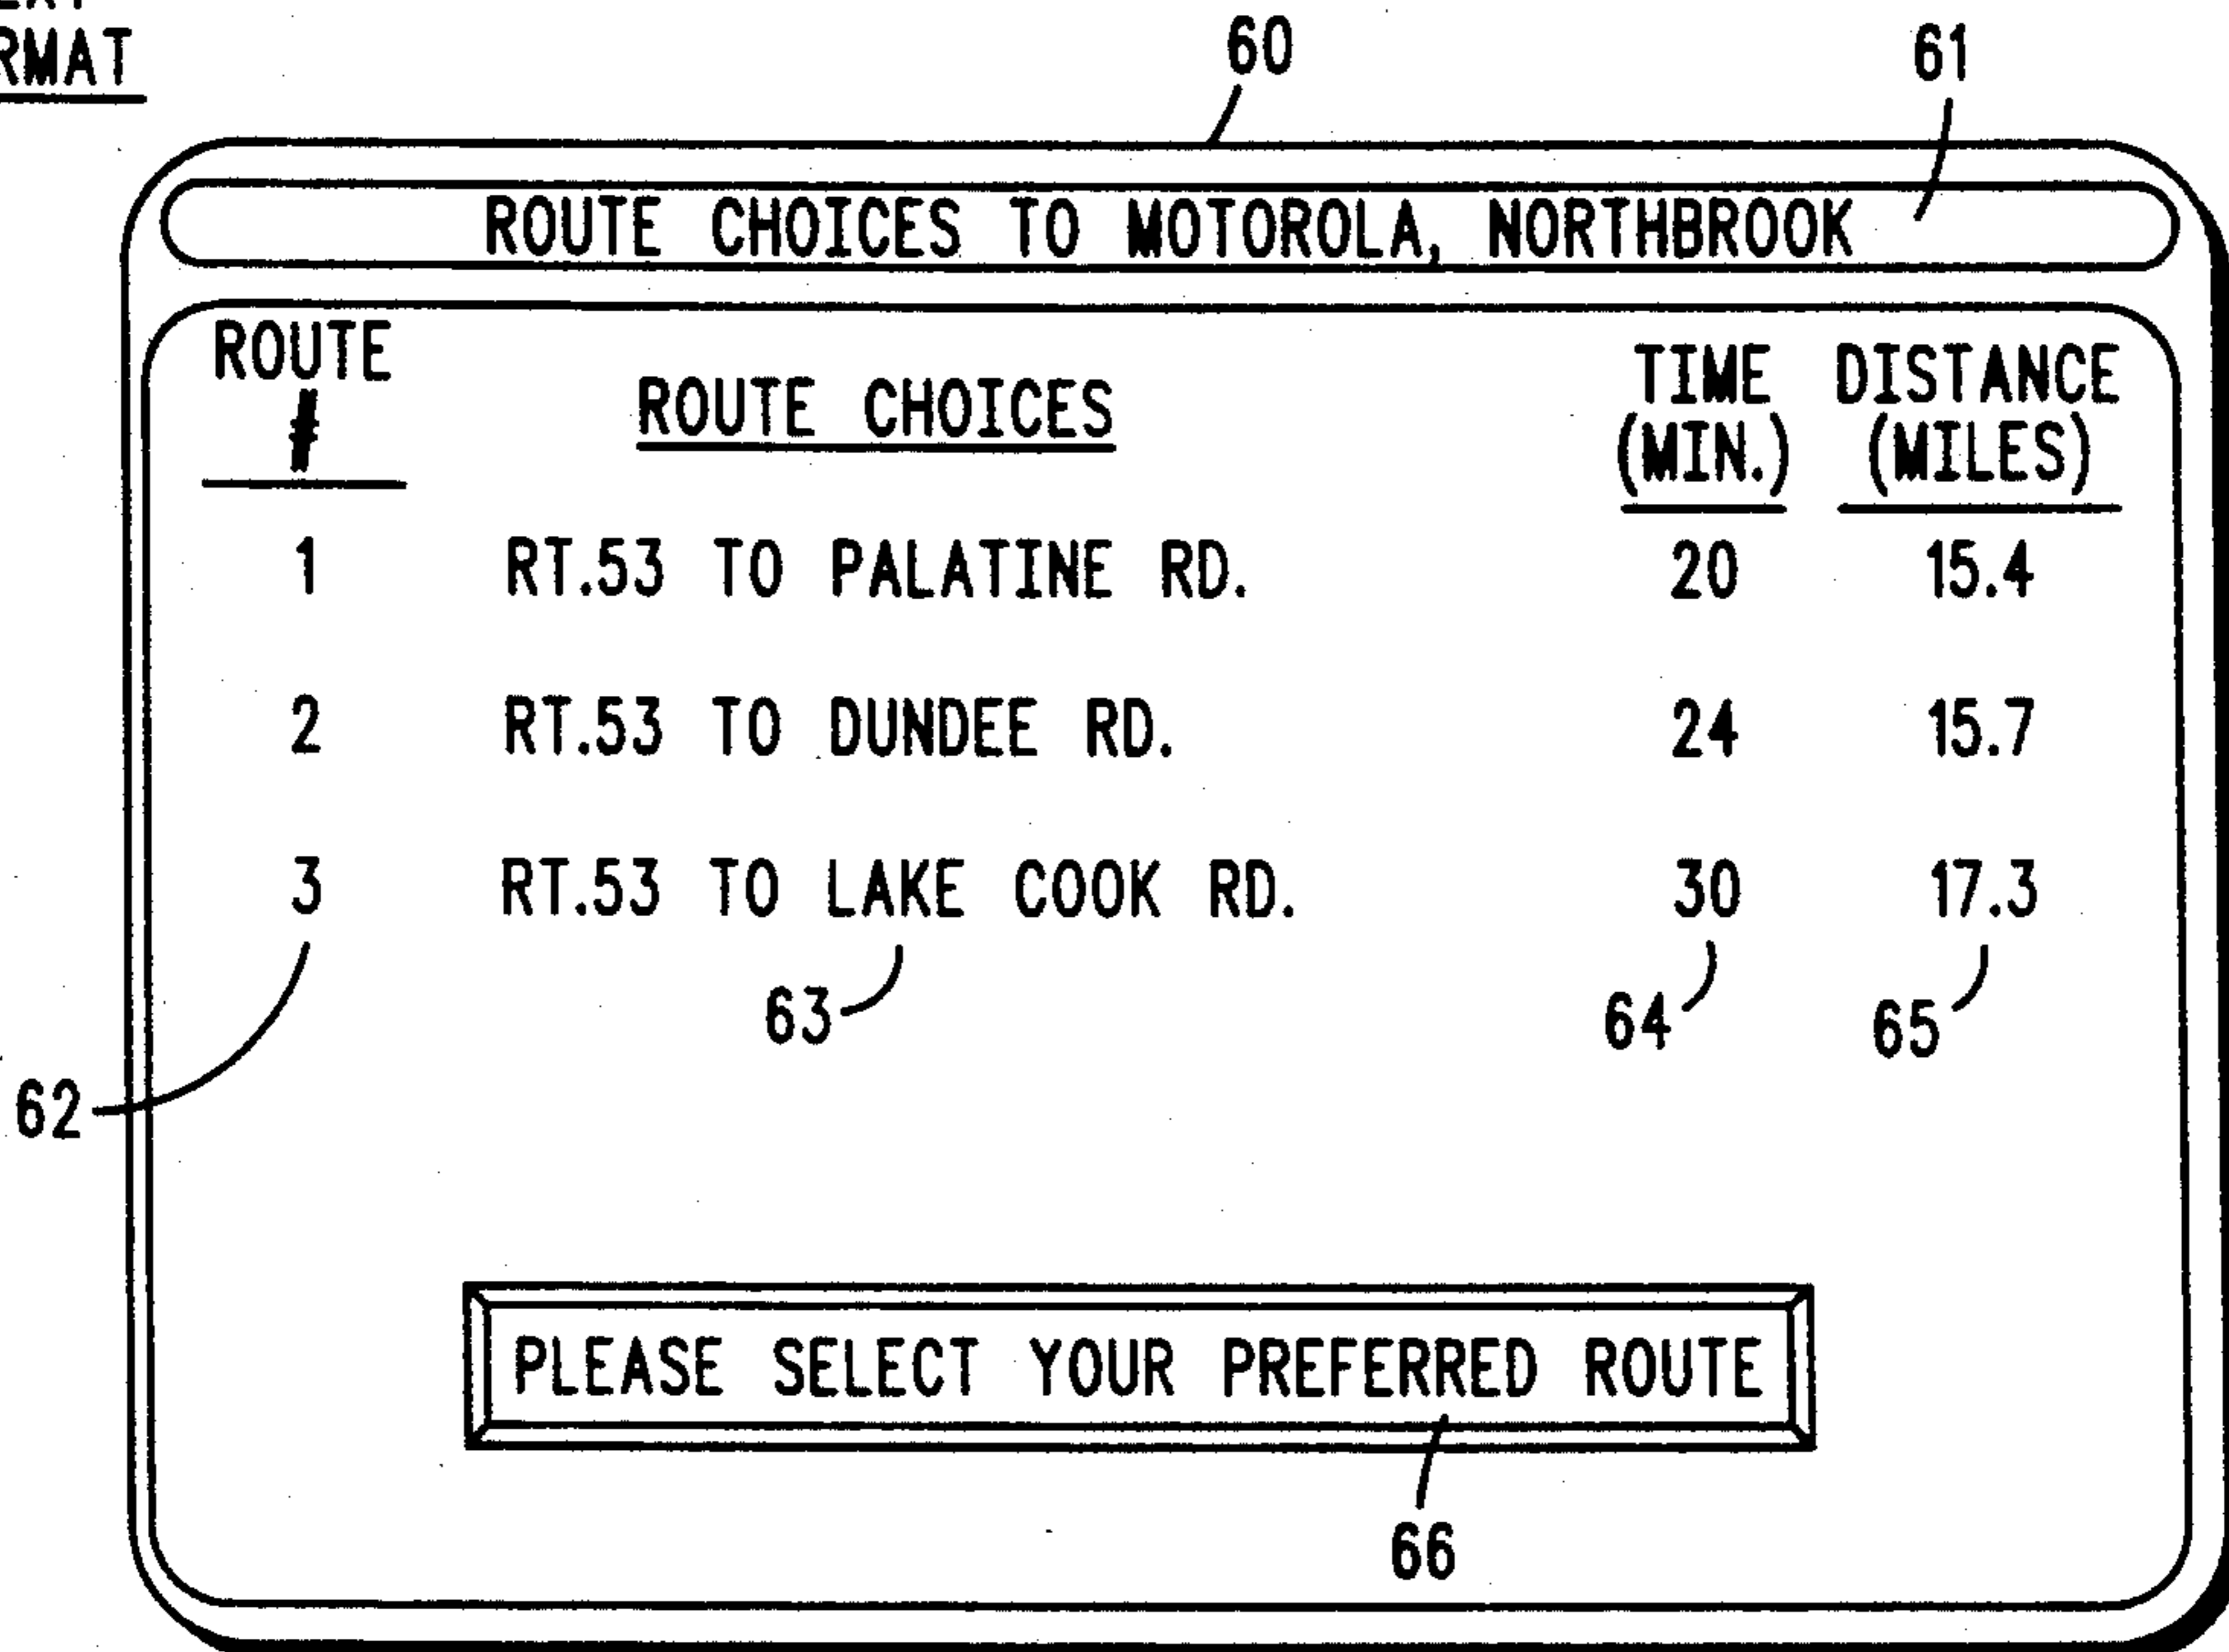 RMAT
60
61
ROUTE CHOICES TO MOTOROLA, NORTHBROOK
ROUTE #
ROUTE CHOICES
TIME (MIN.)
DISTANCE (MILES)
1 RT.53 TO PALATINE RD. 20 15.4
2 RT.53 TO DUNDEE RD. 24 15.7
3 RT.53 TO LAKE COOK RD. 30 17.3
63
64
65
62
PLEASE SELECT YOUR PREFERRED ROUTE
66